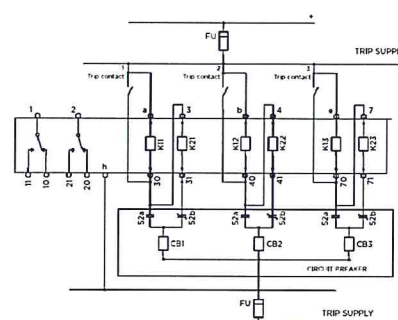 +
FU
TRIP SUPPLY
1 2 3
Trip contact Trip contact Trip contact
1 2 a 3 b 4 e 7
K11 K21 K12 K22 K13 K23
11 10 21 20 h 30 31 40 41 70 71
52a 52b 52a 52b 52a 52b
CB1 CB2 CB3
CIRCUIT BREAKER
FU
TRIP SUPPLY